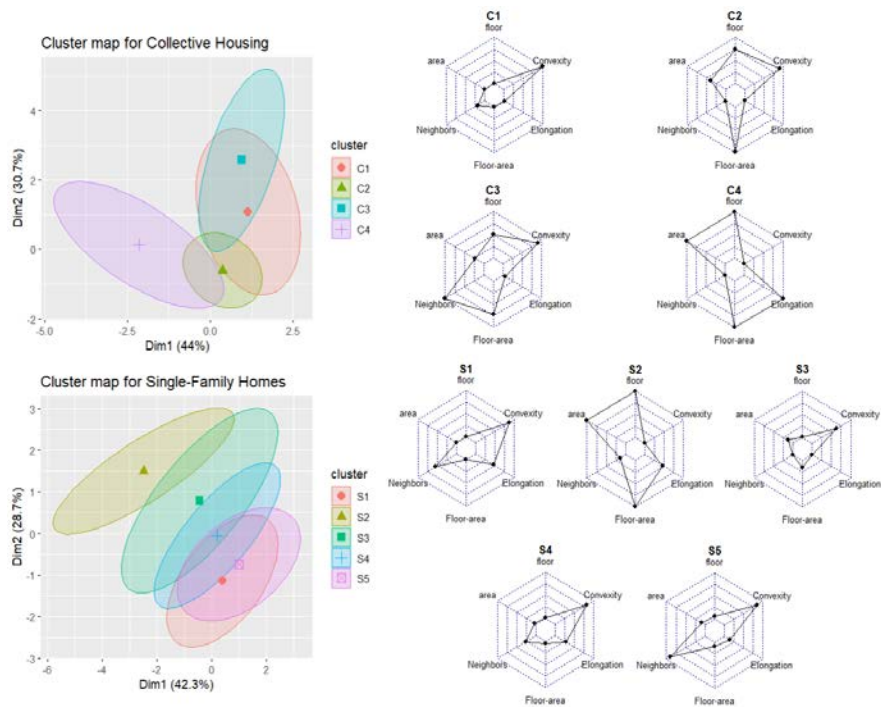 Cluster map for Collective Housing
4
2
0
-2
Dim2 (30.7%)
-5.0
-2.5
0.0
2.5
Dim1 (44%)
cluster
C1
C2
C3
C4
C1
floor
area
Convexity
Neighbors
Elongation
Floor-area
C2
floor
area
Convexity
Neighbors
Elongation
Floor-area
C3
floor
area
Convexity
Neighbors
Elongation
Floor-area
C4
floor
area
Convexity
Neighbors
Elongation
Floor-area
Cluster map for Single-Family Homes
3
2
1
0
-1
-2
-3
Dim2 (28.7%)
-6
-4
-2
0
2
Dim1 (42.3%)
cluster
S1
S2
S3
S4
S5
S1
floor
area
Convexity
Neighbors
Elongation
Floor-area
S2
floor
area
Convexity
Neighbors
Elongation
Floor-area
S3
floor
area
Convexity
Neighbors
Elongation
Floor-area
S4
floor
area
Convexity
Neighbors
Elongation
Floor-area
S5
floor
area
Convexity
Neighbors
Elongation
Floor-area